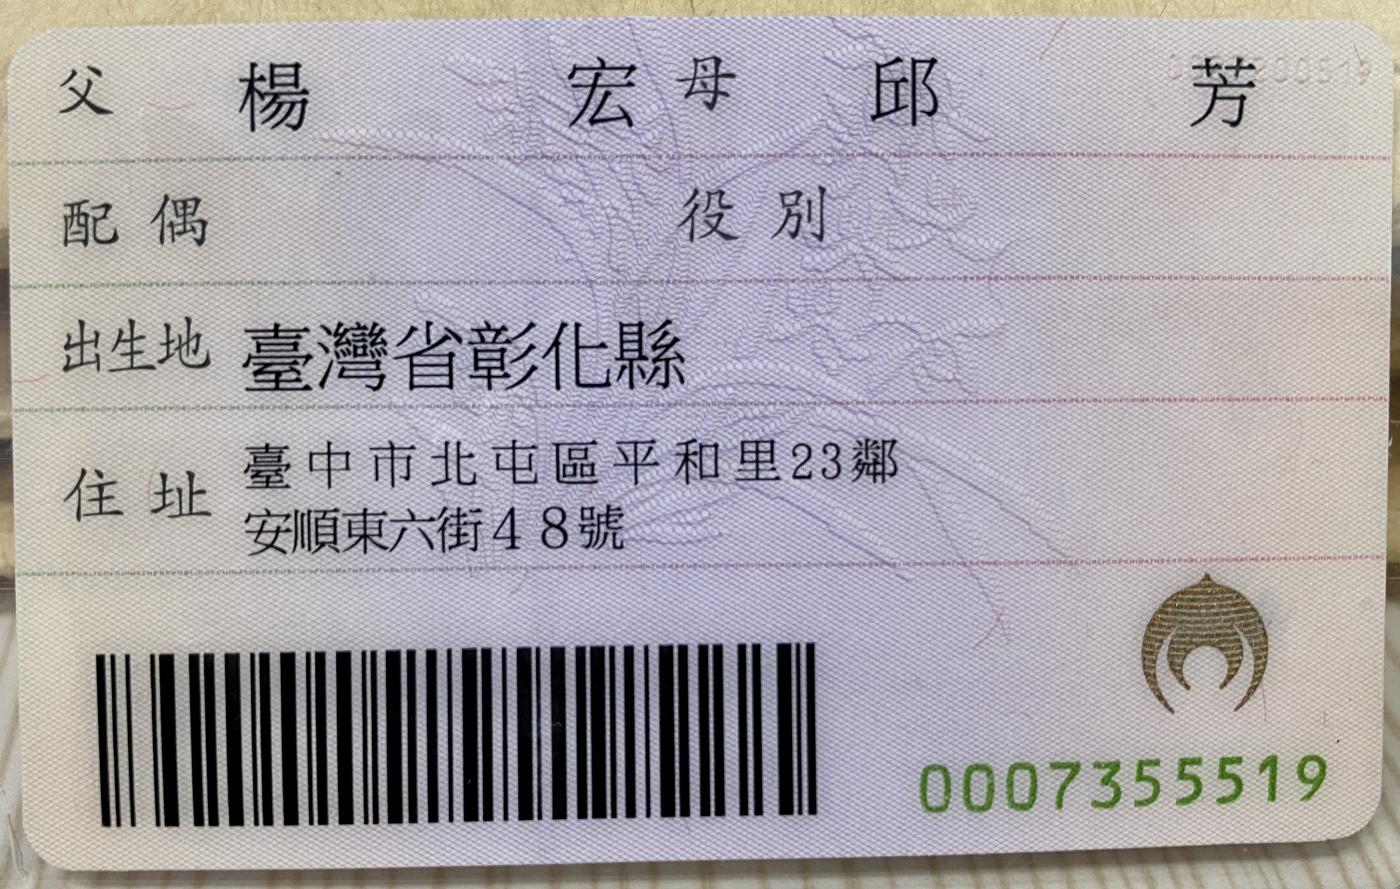 父 楊 宏 母 邱 芳
配偶 役別
出生地 臺灣省彰化縣
住址 臺中市北屯區平和里23鄰
安順東六街48號
0007355519